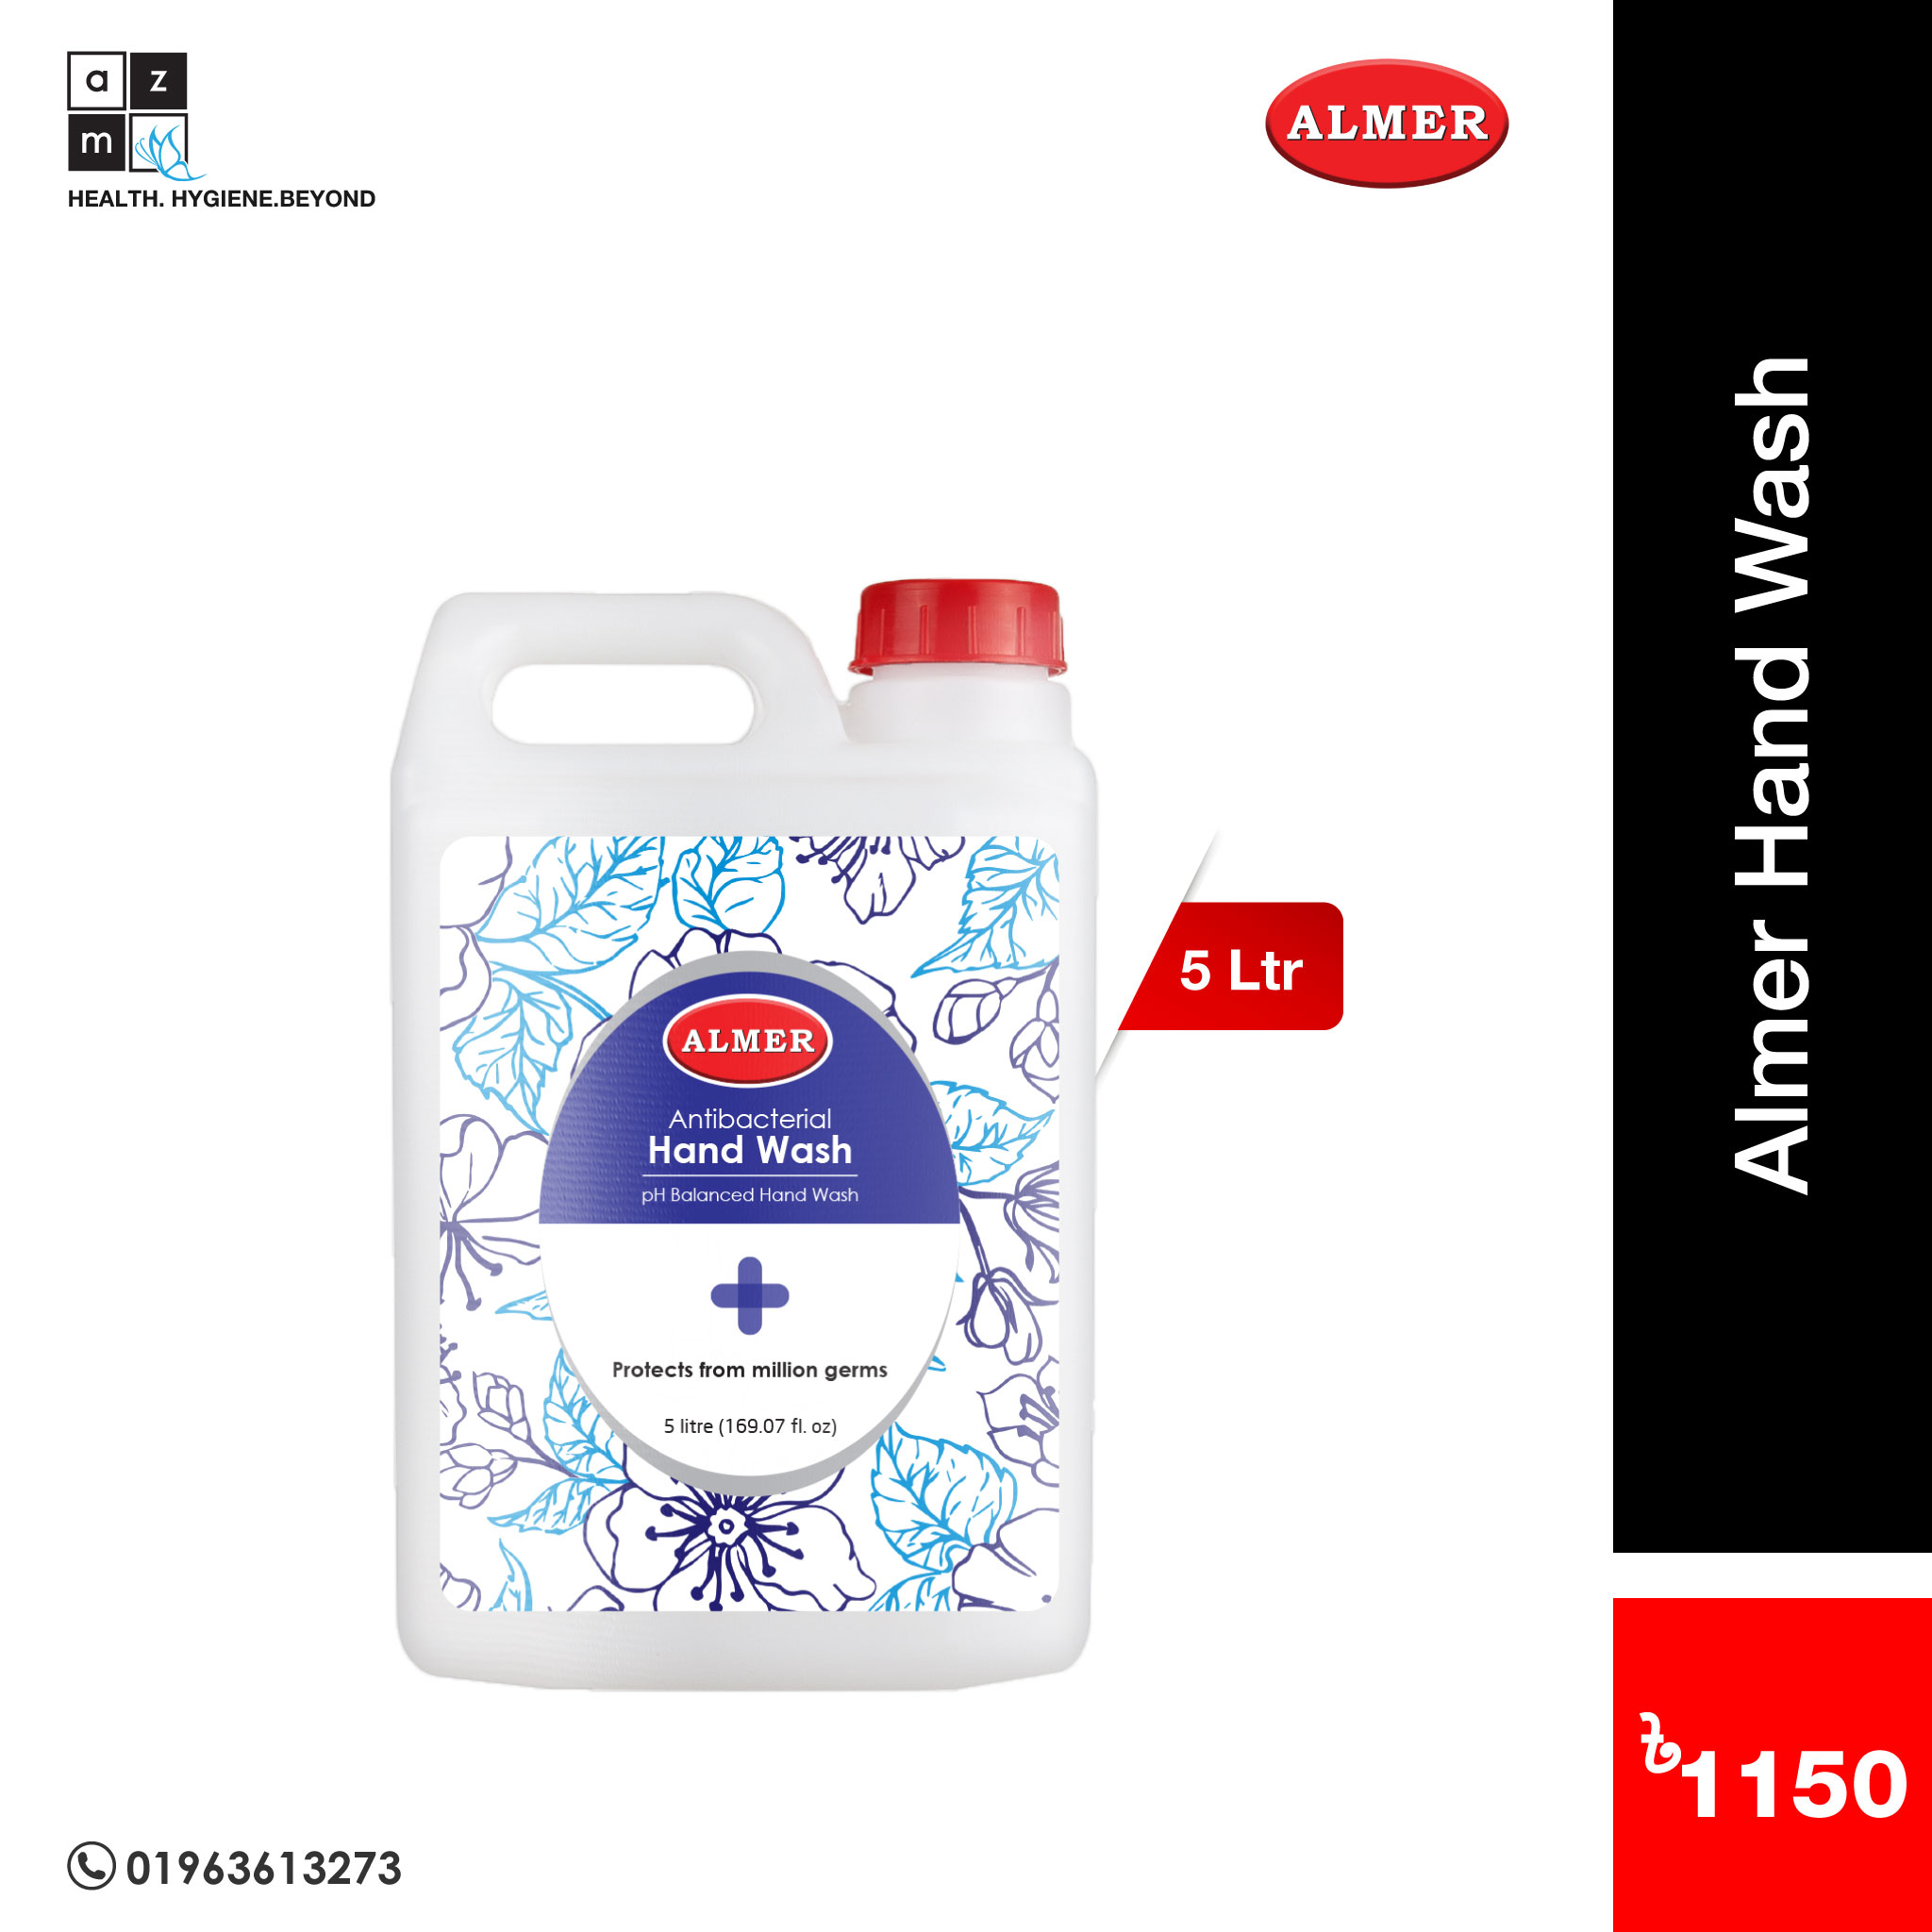 a z
m
HEALTH. HYGIENE.BEYOND
ALMER
Almer Hand Wash
5 Ltr
ALMER
Antibacterial
Hand Wash
pH Balanced Hand Wash
Protects from million germs
5 litre (169.07 fl. oz)
৳1150
01963613273